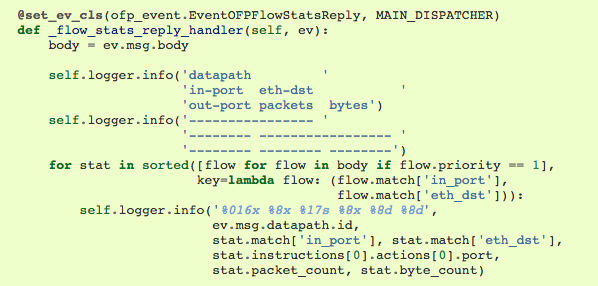 @set_ev_cls(ofp_event.EventOFPFlowStatsReply, MAIN_DISPATCHER)
def _flow_stats_reply_handler(self, ev):
    body = ev.msg.body

    self.logger.info('datapath         '
                     'in-port  eth-dst           '
                     'out-port packets  bytes')
    self.logger.info('---------------- '
                     '-------- ----------------- '
                     '-------- -------- --------')
    for stat in sorted([flow for flow in body if flow.priority == 1],
                       key=lambda flow: (flow.match['in_port'],
                                         flow.match['eth_dst'])):
        self.logger.info('%016x %8x %17s %8x %8d %8d',
                         ev.msg.datapath.id,
                         stat.match['in_port'], stat.match['eth_dst'],
                         stat.instructions[0].actions[0].port,
                         stat.packet_count, stat.byte_count)